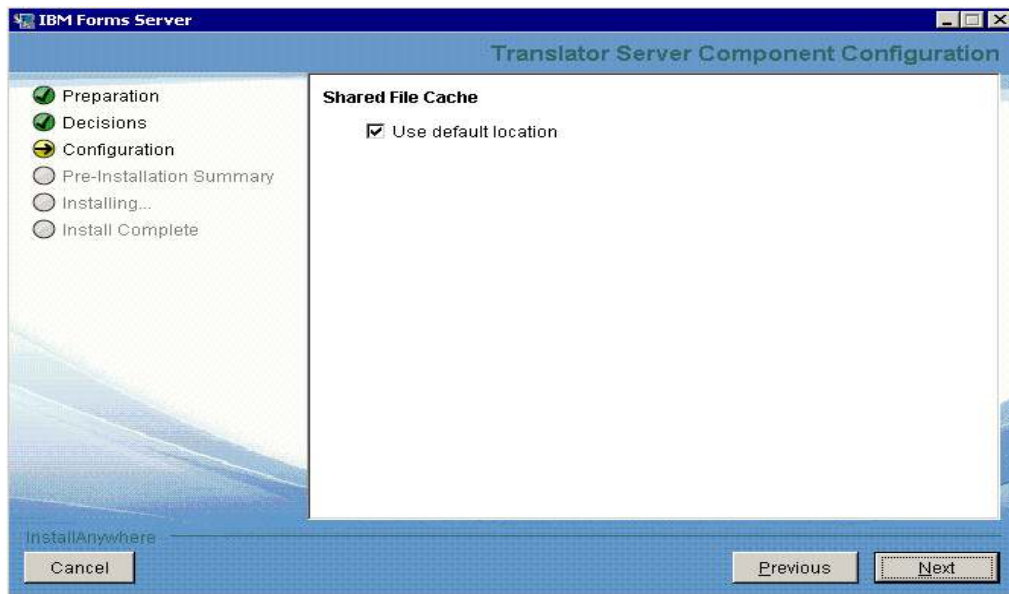 IBM Forms Server
Translator Server Component Configuration
Preparation
Decisions
Configuration
Pre-Installation Summary
Installing...
Install Complete
Shared File Cache
Use default location
InstallAnywhere
Cancel
Previous
Next